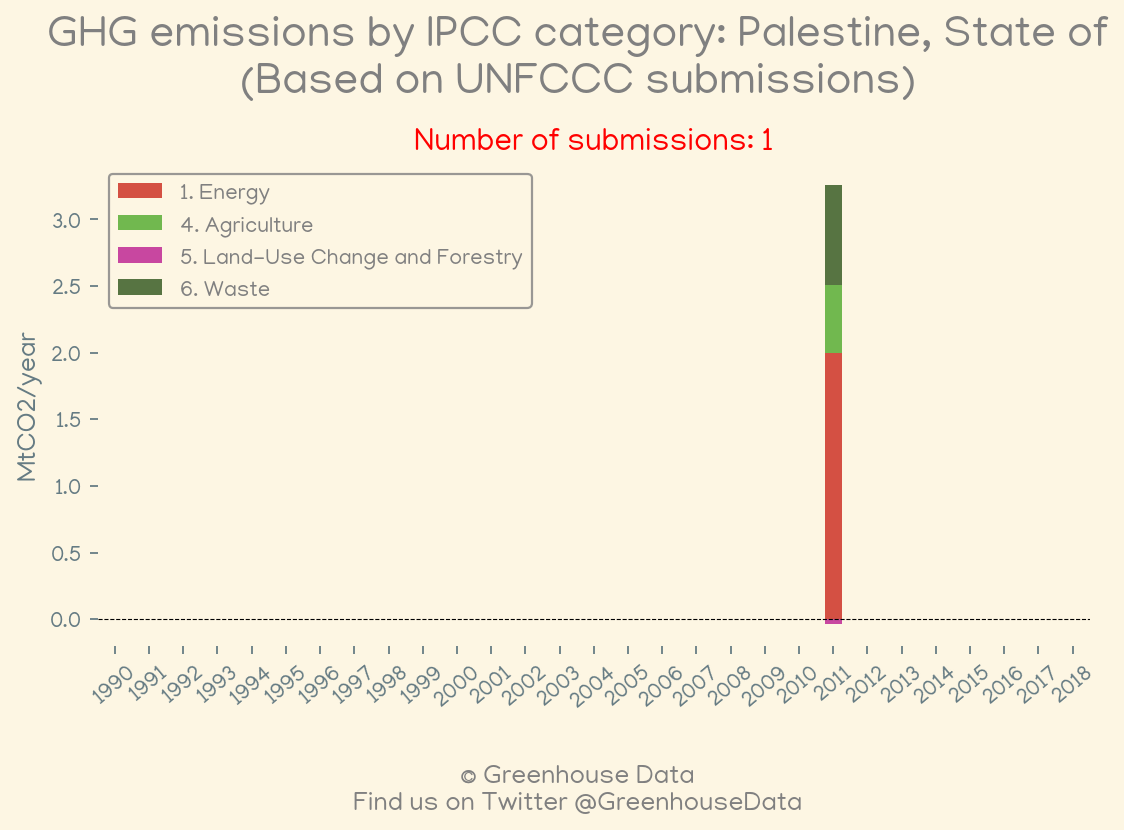 GHG emissions by IPCC category: Palestine, State of
(Based on UNFCCC submissions)
Number of submissions: 1
1. Energy
4. Agriculture
5. Land-Use Change and Forestry
6. Waste
MtCO2/year
3.0
2.5
2.0
1.5
1.0
0.5
0.0
1990 1991 1992 1993 1994 1995 1996 1997 1998 1999 2000 2001 2002 2003 2004 2005 2006 2007 2008 2009 2010 2011 2012 2013 2014 2015 2016 2017 2018
© Greenhouse Data
Find us on Twitter @GreenhouseData